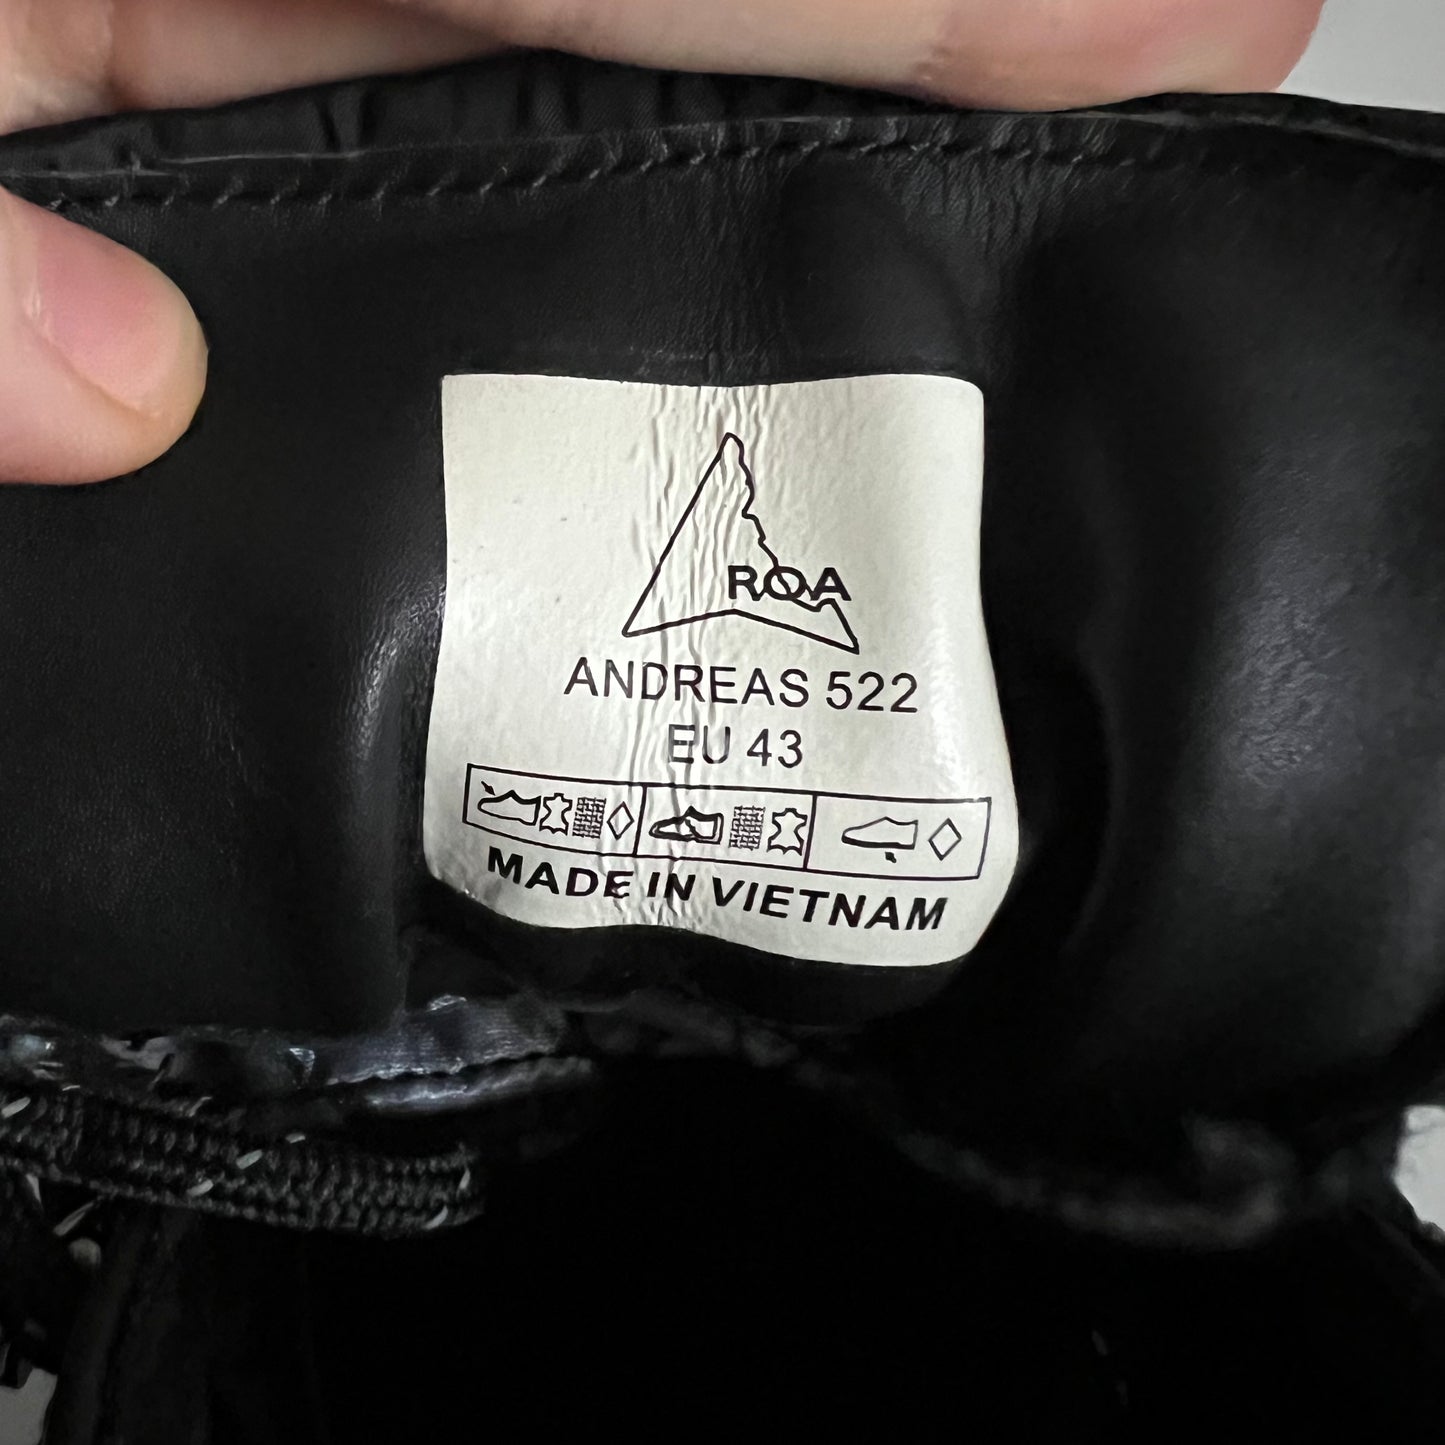 ROA
ANDREAS 522
EU 43
MADE IN VIETNAM